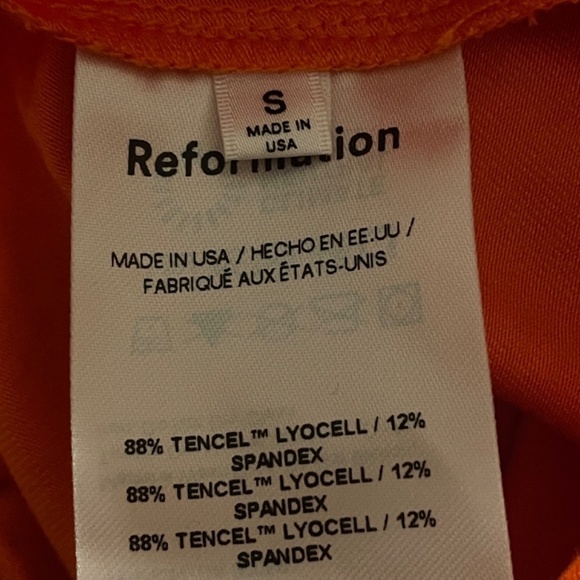 S
MADE IN
USA
Reformation
MADE IN USA / HECHO EN EE.UU /
FABRIQUÉ AUX ÉTATS-UNIS
88% TENCEL™ LYOCELL / 12%
SPANDEX
88% TENCEL™ LYOCELL / 12%
SPANDEX
88% TENCEL™ LYOCELL / 12%
SPANDEX